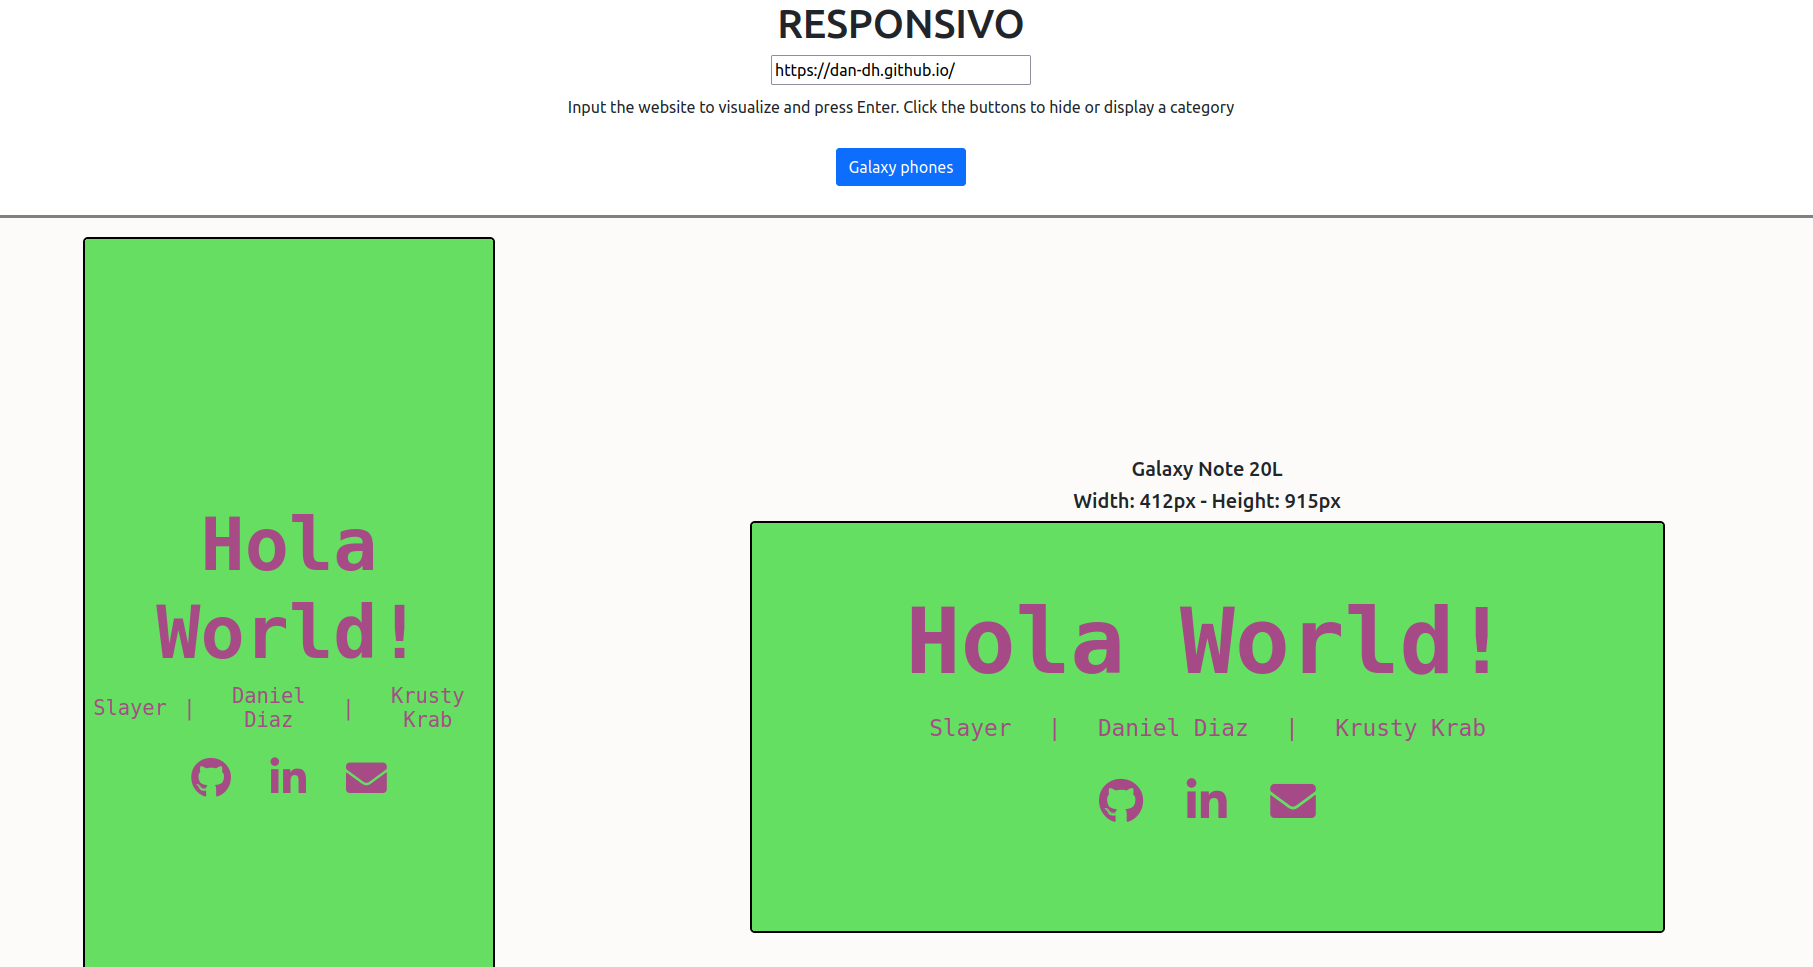 RESPONSIVO
https://dan-dh.github.io/
Input the website to visualize and press Enter. Click the buttons to hide or display a category
Galaxy phones
Hola
World!
Slayer | Daniel Diaz | Krusty Krab
in
Galaxy Note 20L
Width: 412px - Height: 915px
Hola World!
Slayer | Daniel Diaz | Krusty Krab
in